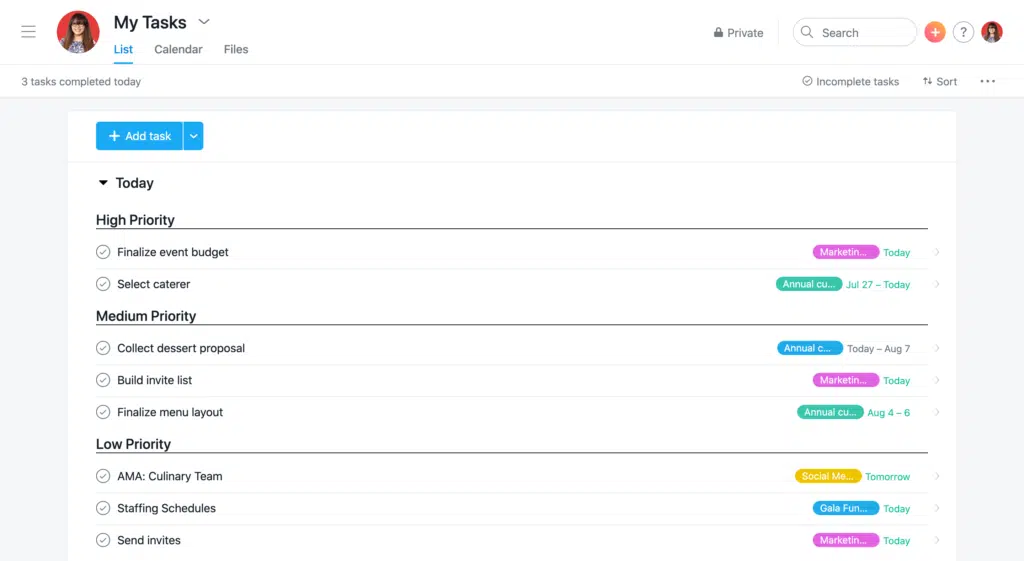 My Tasks
List Calendar Files
Private
Search
+
?
3 tasks completed today
Incomplete tasks
Sort
+ Add task
Today
High Priority
Finalize event budget Marketin... Today
Select caterer Annual cu... Jul 27 – Today
Medium Priority
Collect dessert proposal Annual c... Today – Aug 7
Build invite list Marketin... Today
Finalize menu layout Annual cu... Aug 4 – 6
Low Priority
AMA: Culinary Team Social Me... Tomorrow
Staffing Schedules Gala Fun... Today
Send invites Marketin... Today